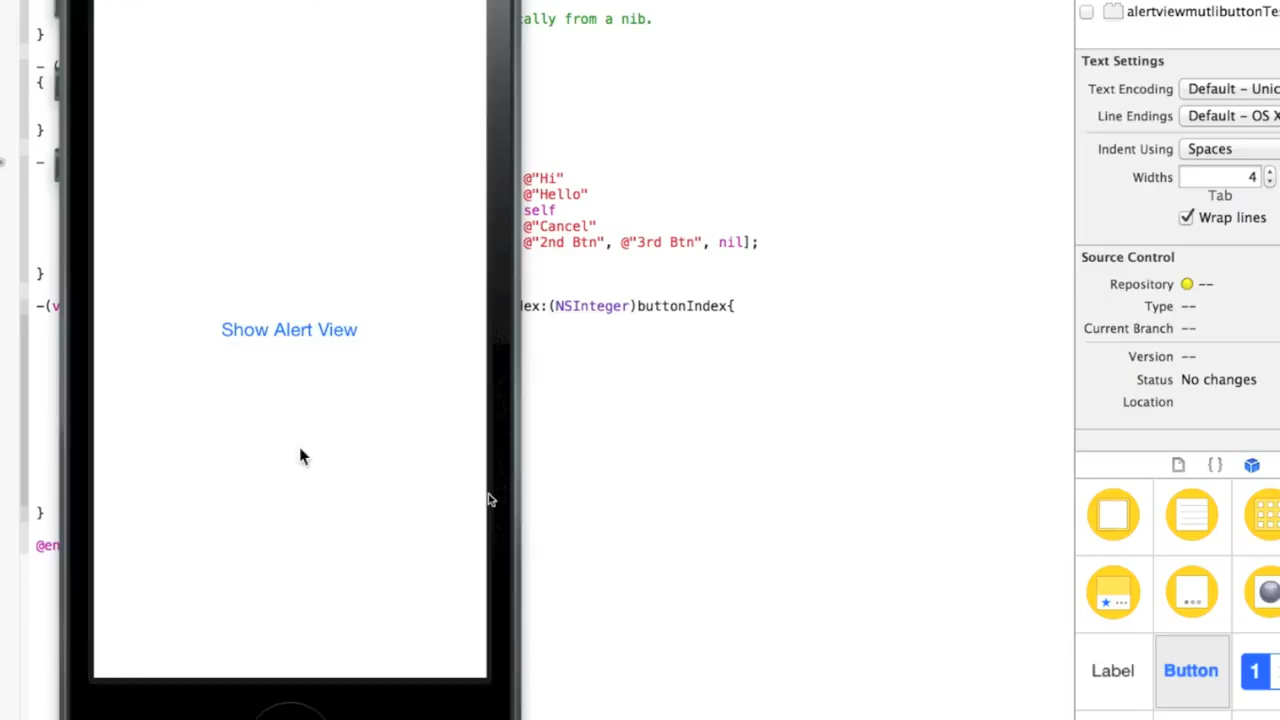 cally from a nib.
}
-
{
}
-
@"Hi"
@"Hello"
self
@"Cancel"
@"2nd Btn", @"3rd Btn", nil];
}
-(v
dex:(NSInteger)buttonIndex{
}
@en
Show Alert View
alertviewmutlibuttonTe
Text Settings
Text Encoding Default - Unic
Line Endings Default - OS X
Indent Using Spaces
Widths 4
Tab
Wrap lines
Source Control
Repository --
Type --
Current Branch --
Version --
Status No changes
Location
{ }
Label Button 1